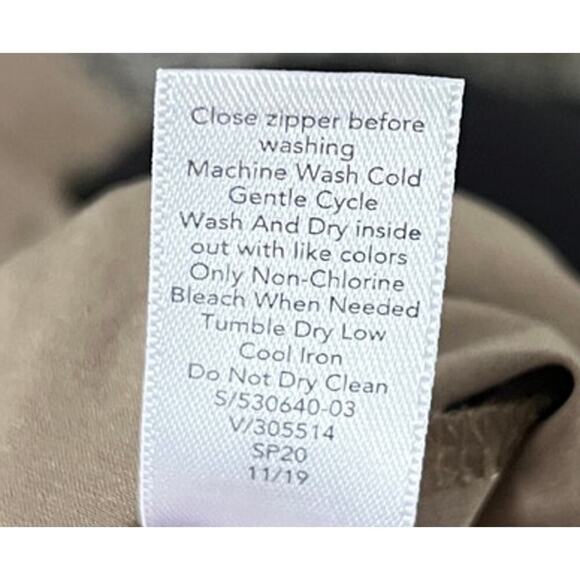 Close zipper before
washing
Machine Wash Cold
Gentle Cycle
Wash And Dry inside
out with like colors
Only Non-Chlorine
Bleach When Needed
Tumble Dry Low
Cool Iron
Do Not Dry Clean
S/530640-03
V/305514
SP20
11/19